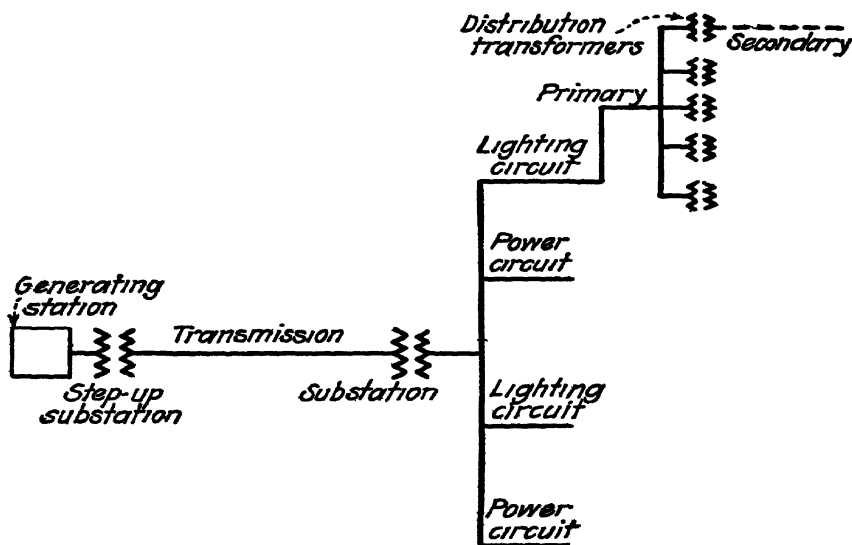 Distribution
transformers
Secondary
Primary
Lighting
circuit
Power
circuit
Generating
station
Transmission
Step-up
substation
Substation
Lighting
circuit
Power
circuit